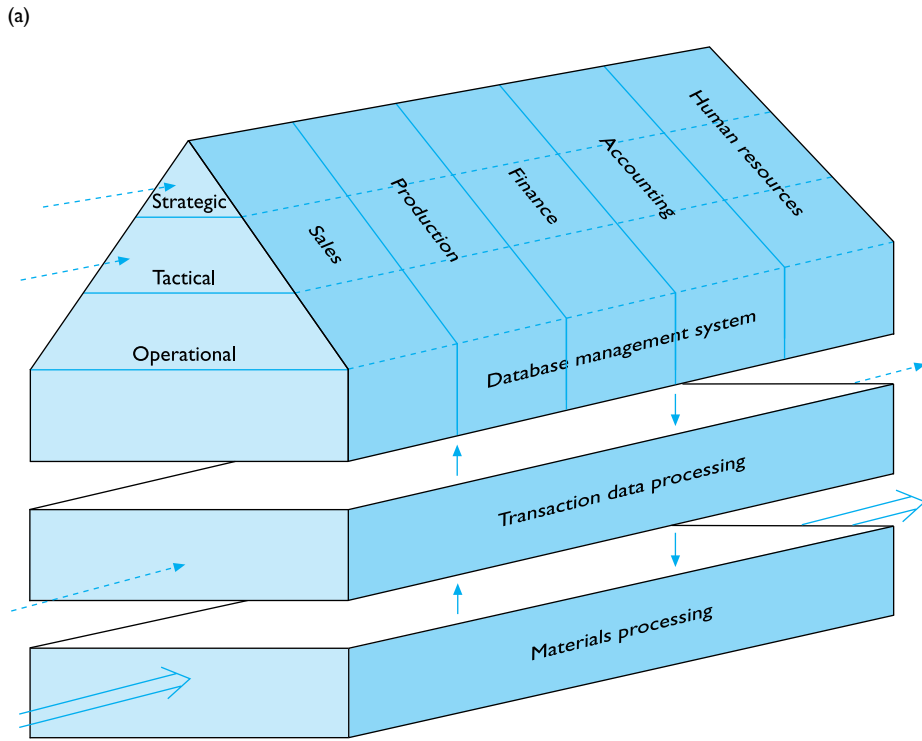 (a)
Strategic
Tactical
Operational
Sales
Production
Finance
Accounting
Human resources
Database management system
Transaction data processing
Materials processing